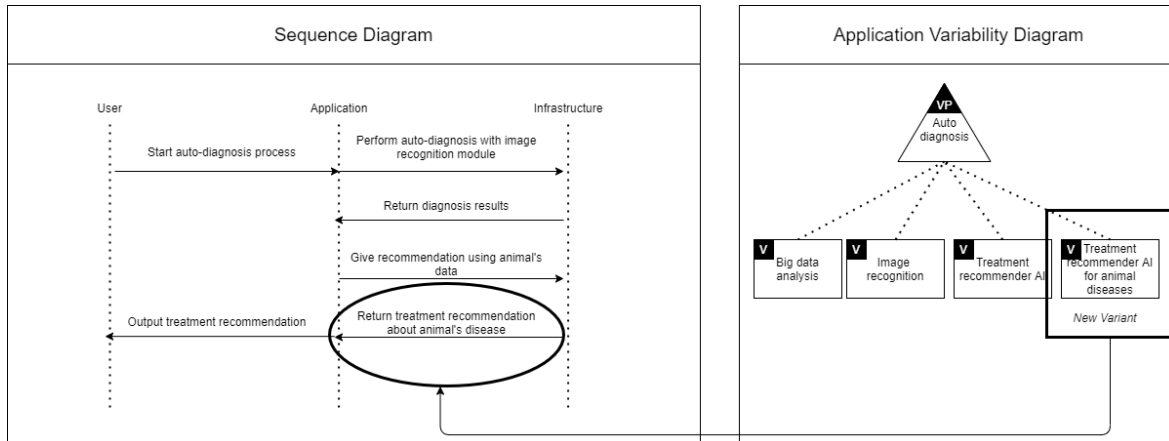 Sequence Diagram
User
Application
Infrastructure
Start auto-diagnosis process
Perform auto-diagnosis with image
recognition module
Return diagnosis results
Give recommendation using animal's
data
Return treatment recommendation
about animal's disease
Output treatment recommendation
Application Variability Diagram
VP
Auto
diagnosis
V
Big data
analysis
V
Image
recognition
V
Treatment
recommender AI
V
Treatment
recommender AI
for animal
diseases
New Variant